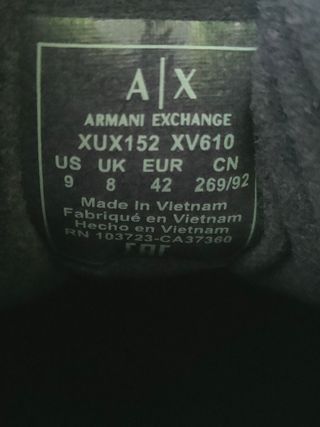 A|X
ARMANI EXCHANGE
XUX152 XV610
US UK EUR CN
9 8 42 269/92
Made in Vietnam
Fabriqué en Vietnam
Hecho en Vietnam
RN 103723-CA37360